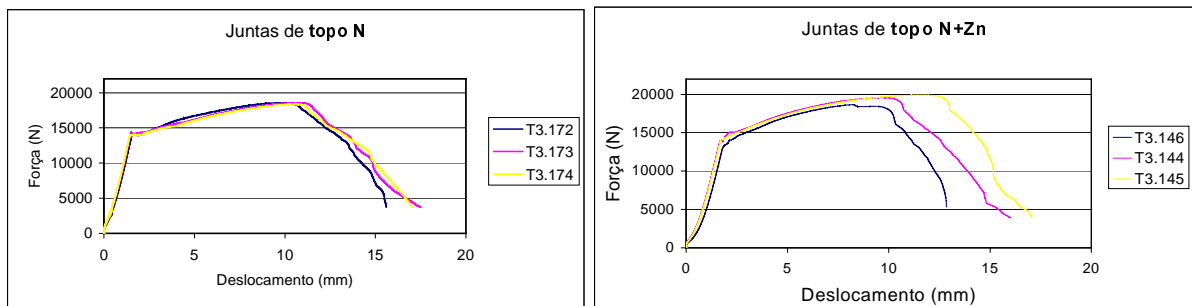 Juntas de topo N
Força (N)
20000
15000
10000
5000
0
0 5 10 15 20
Deslocamento (mm)
T3.172
T3.173
T3.174
Juntas de topo N+Zn
Força (N)
20000
15000
10000
5000
0
0 5 10 15 20
Deslocamento (mm)
T3.146
T3.144
T3.145